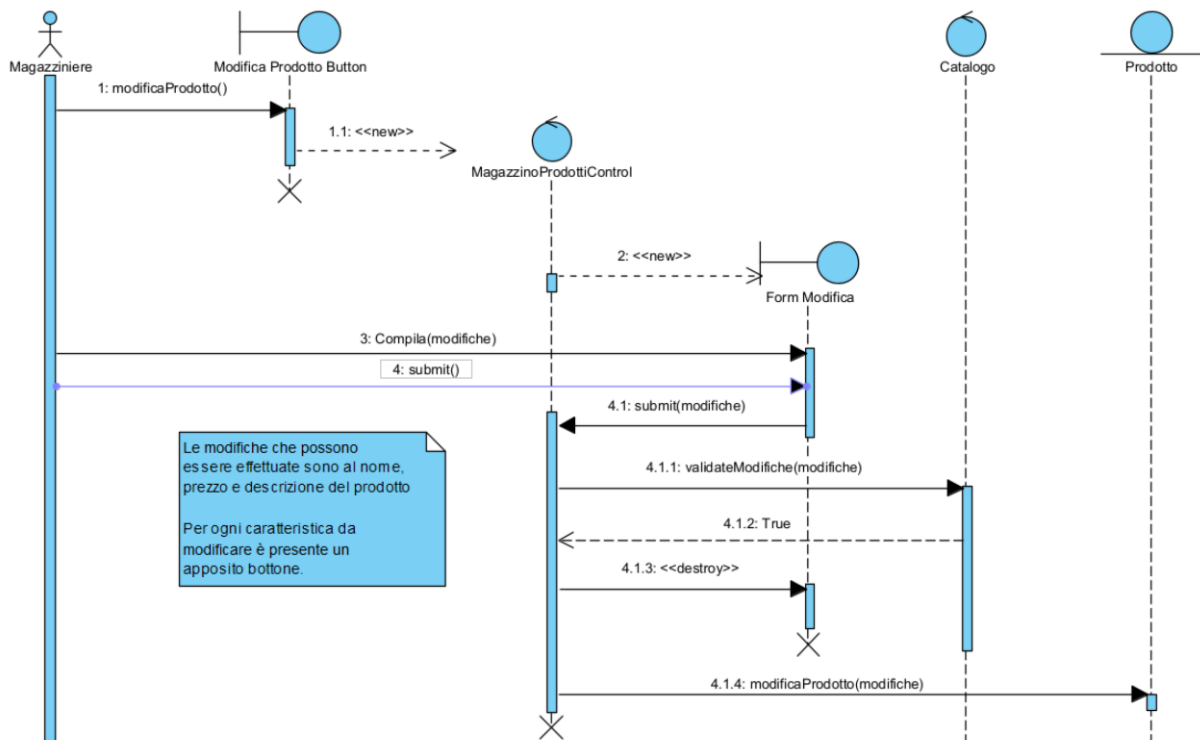 Magazziniere
Modifica Prodotto Button
Catalogo
Prodotto
1: modificaProdotto()
1.1: <<new>>
MagazzinoProdottiControl
2: <<new>>
Form Modifica
3: Compila(modifiche)
4: submit()
4.1: submit(modifiche)
Le modifiche che possono
essere effettuate sono al nome,
prezzo e descrizione del prodotto
Per ogni caratteristica da
modificare è presente un
apposito bottone.
4.1.1: validateModifiche(modifiche)
4.1.2: True
4.1.3: <<destroy>>
4.1.4: modificaProdotto(modifiche)